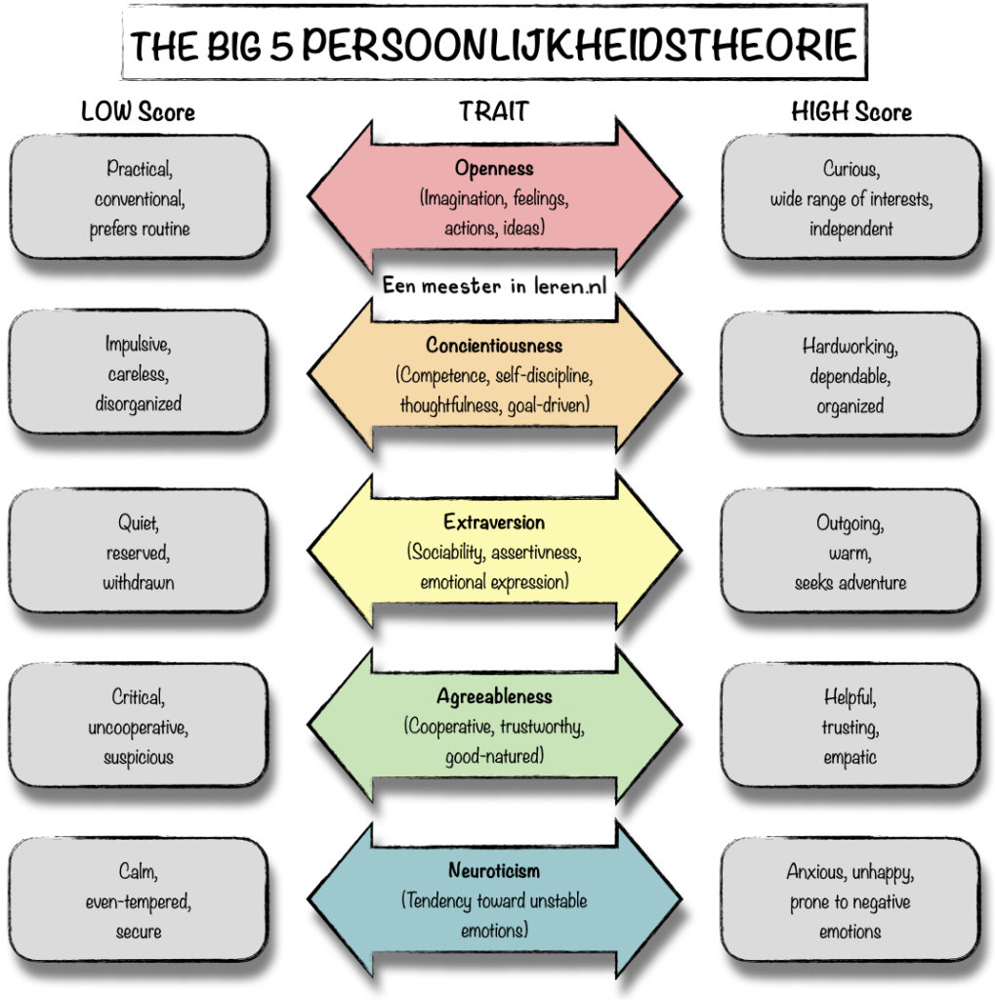 THE BIG 5 PERSOONLIJKHEIDSTHEORIE
LOW Score
TRAIT
HIGH Score
Practical,
conventional,
prefers routine
Openness
(Imagination, feelings,
actions, ideas)
Curious,
wide range of interests,
independent
Een meester in leren.nl
Impulsive,
careless,
disorganized
Concientiousness
(Competence, self-discipline,
thoughtfulness, goal-driven)
Hardworking,
dependable,
organized
Quiet,
reserved,
withdrawn
Extraversion
(Sociability, assertivness,
emotional expression)
Outgoing,
warm,
seeks adventure
Critical,
uncooperative,
suspicious
Agreeableness
(Cooperative, trustworthy,
good-natured)
Helpful,
trusting,
empatic
Calm,
even-tempered,
secure
Neuroticism
(Tendency toward unstable
emotions)
Anxious, unhappy,
prone to negative
emotions